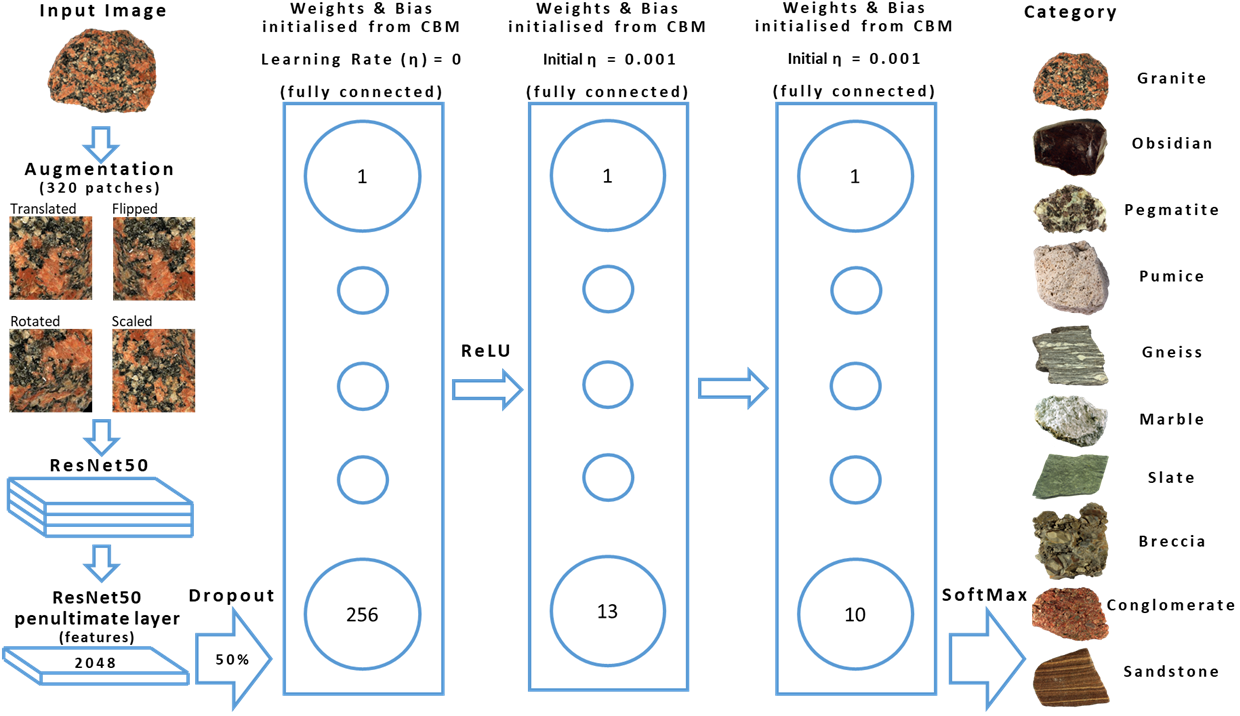 Input Image
Augmentation
(320 patches)
Translated
Flipped
Rotated
Scaled
ResNet50
ResNet50
penultimate layer
(features)
2048
Dropout
50%
Weights & Bias
initialised from CBM
Learning Rate (η) = 0
(fully connected)
1
256
ReLU
Weights & Bias
initialised from CBM
Initial η = 0.001
(fully connected)
1
13
Weights & Bias
initialised from CBM
Initial η = 0.001
(fully connected)
1
10
SoftMax
Category
Granite
Obsidian
Pegmatite
Pumice
Gneiss
Marble
Slate
Breccia
Conglomerate
Sandstone